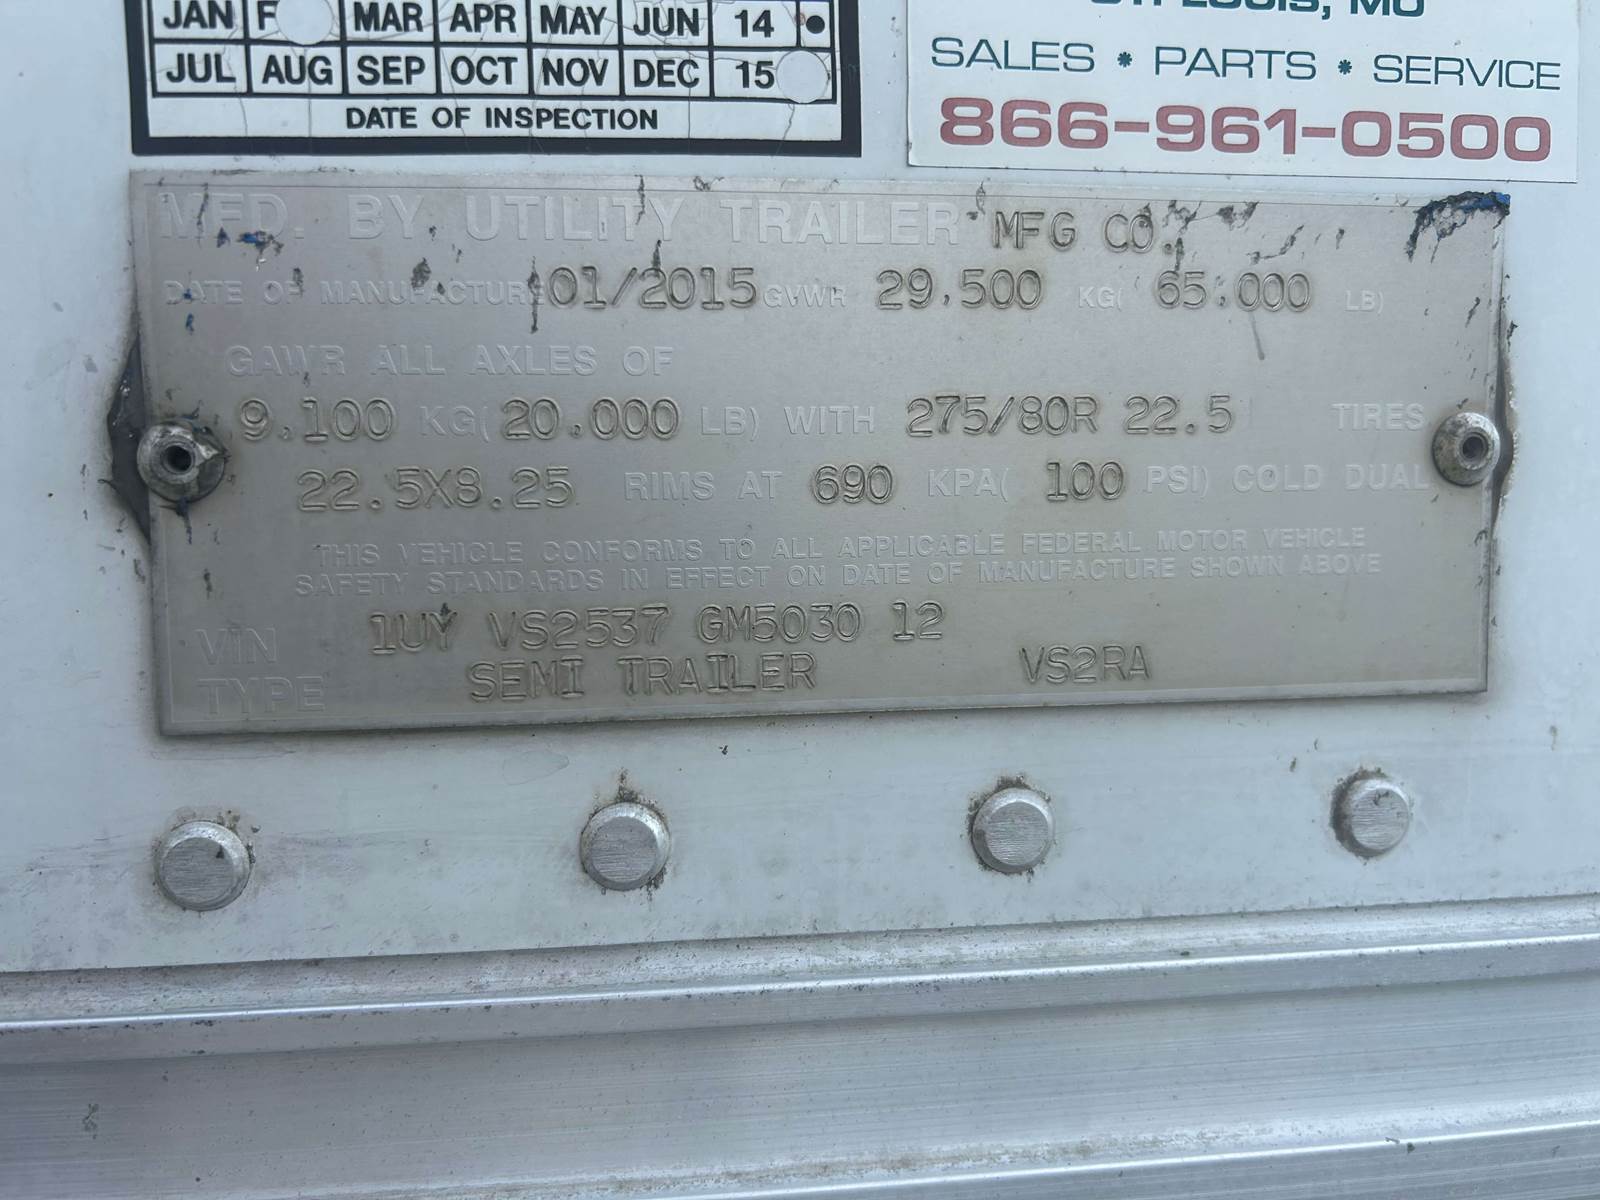 JAN F MAR APR MAY JUN 14
JUL AUG SEP OCT NOV DEC 15
DATE OF INSPECTION
ST. LOUIS, MO
SALES * PARTS * SERVICE
866-961-0500
MFD. BY UTILITY TRAILER MFG CO.
DATE OF MANUFACTURE 01/2015 GVWR 29.500 KG( 65.000 LB)
GAWR ALL AXLES OF
9.100 KG( 20.000 LB) WITH 275/80R 22.5 TIRES
22.5X8.25 RIMS AT 690 KPA( 100 PSI) COLD DUAL
THIS VEHICLE CONFORMS TO ALL APPLICABLE FEDERAL MOTOR VEHICLE
SAFETY STANDARDS IN EFFECT ON DATE OF MANUFACTURE SHOWN ABOVE
VIN 1UY VS2537 GM5030 12
TYPE SEMI TRAILER VS2RA